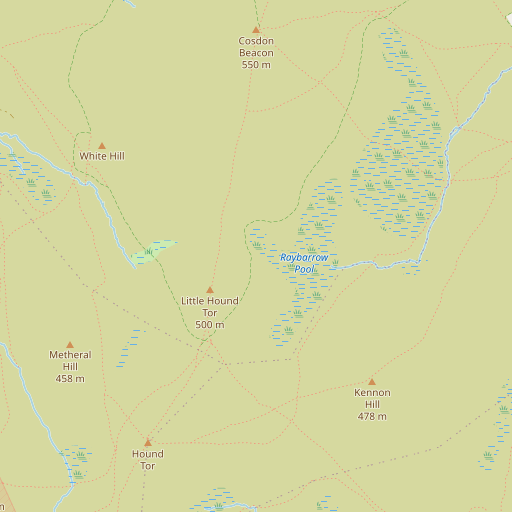 Cosdon
Beacon
550 m
White Hill
Raybarrow
Pool
Little Hound
Tor
500 m
Metheral
Hill
458 m
Kennon
Hill
478 m
Hound
Tor